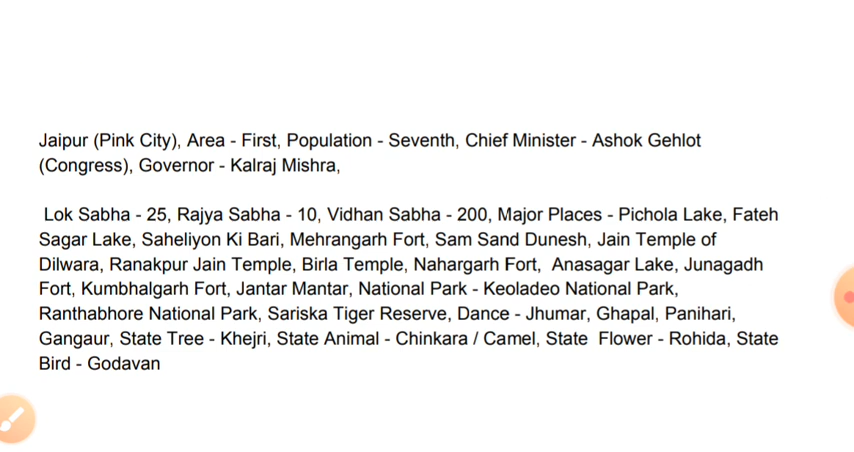 Jaipur (Pink City), Area - First, Population - Seventh, Chief Minister - Ashok Gehlot
(Congress), Governor - Kalraj Mishra,
Lok Sabha - 25, Rajya Sabha - 10, Vidhan Sabha - 200, Major Places - Pichola Lake, Fateh
Sagar Lake, Saheliyon Ki Bari, Mehrangarh Fort, Sam Sand Dunesh, Jain Temple of
Dilwara, Ranakpur Jain Temple, Birla Temple, Nahargarh Fort,  Anasagar Lake, Junagadh
Fort, Kumbhalgarh Fort, Jantar Mantar, National Park - Keoladeo National Park,
Ranthabhore National Park, Sariska Tiger Reserve, Dance - Jhumar, Ghapal, Panihari,
Gangaur, State Tree - Khejri, State Animal - Chinkara / Camel, State  Flower - Rohida, State
Bird - Godavan